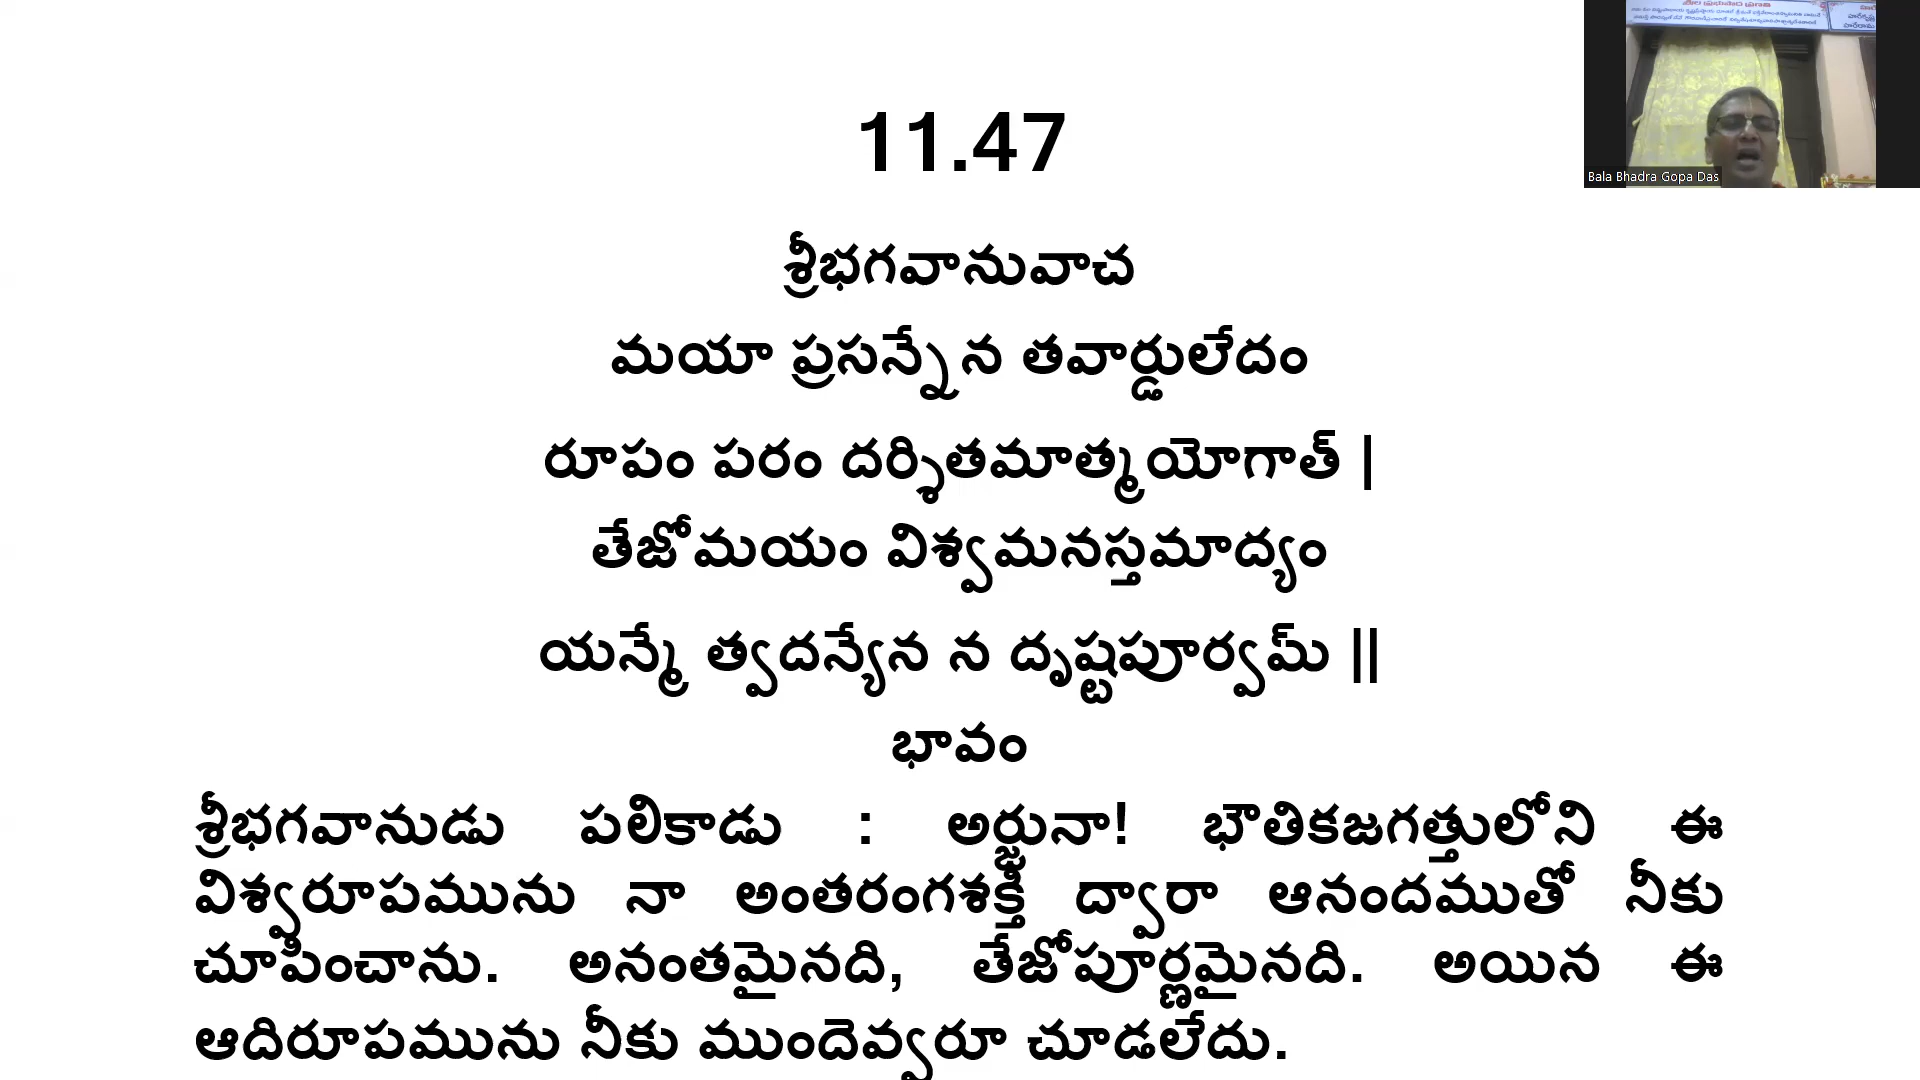 11.47
శ్రీభగవానువాచ
మయా ప్రసన్నేన తవార్డులేదం
రూపం పరం దర్శితమాత్మయోగాత్ |
తేజోమయం విశ్వమనస్తమాద్యం
యన్మే త్వదన్యేన న దృష్టపూర్వమ్ ||
భావం
శ్రీభగవానుడు పలికాడు : అర్జునా! భౌతికజగత్తులోని ఈ
విశ్వరూపమును నా అంతరంగశక్తి ద్వారా ఆనందముతో నీకు
చూపించాను. అనంతమైనది, తేజోపూర్ణమైనది. అయిన ఈ
ఆదిరూపమును నీకు ముందెవ్వరూ చూడలేదు.
Bala Bhadra Gopa Das